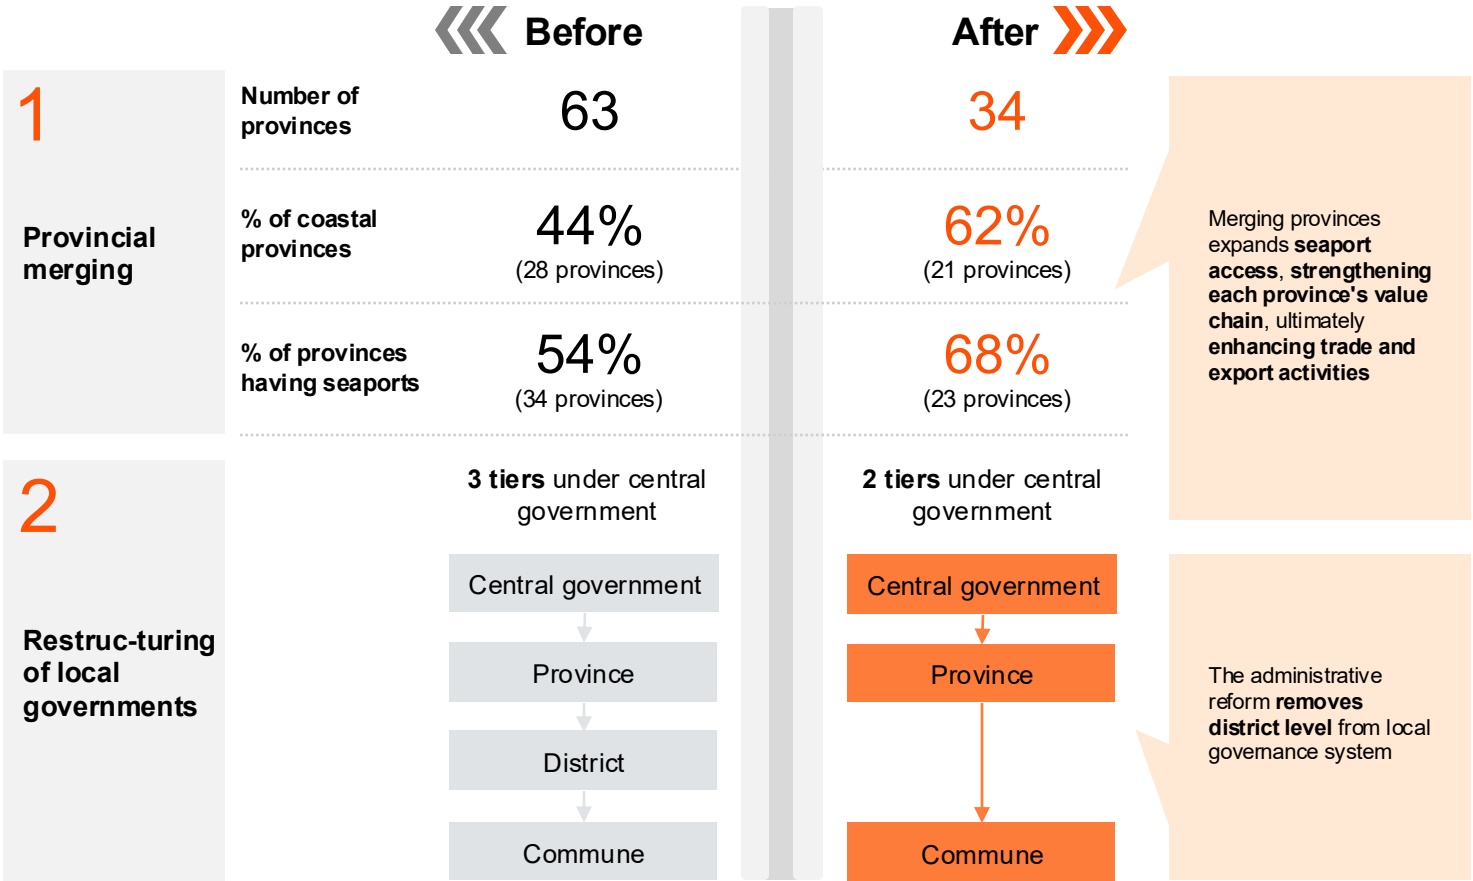 Before
After
1
Provincial
merging
Number of
provinces
63
34
% of coastal
provinces
44%
(28 provinces)
62%
(21 provinces)
% of provinces
having seaports
54%
(34 provinces)
68%
(23 provinces)
Merging provinces
expands seaport
access, strengthening
each province's value
chain, ultimately
enhancing trade and
export activities
2
Restruc-turing
of local
governments
3 tiers under central
government
Central government
Province
District
Commune
2 tiers under central
government
Central government
Province
Commune
The administrative
reform removes
district level from local
governance system